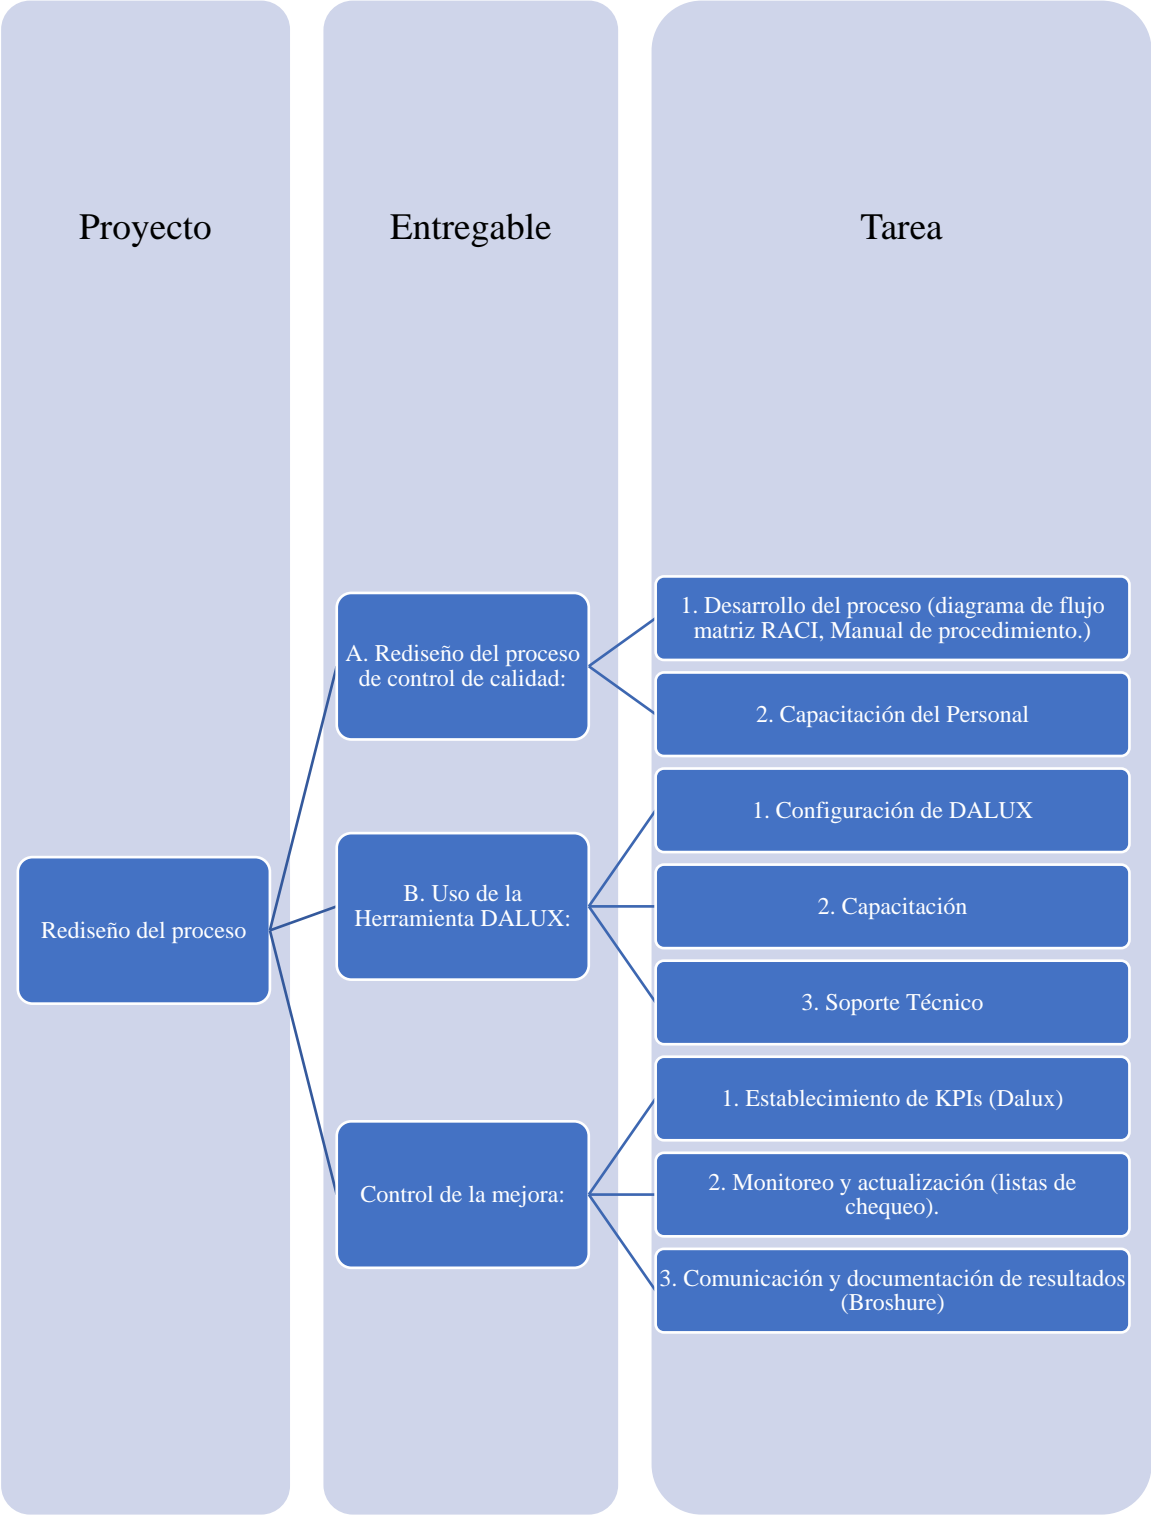 Proyecto
Entregable
Tarea
Rediseño del proceso
A. Rediseño del proceso
de control de calidad:
1. Desarrollo del proceso (diagrama de flujo
matriz RACI, Manual de procedimiento.)
2. Capacitación del Personal
B. Uso de la
Herramienta DALUX:
1. Configuración de DALUX
2. Capacitación
3. Soporte Técnico
Control de la mejora:
1. Establecimiento de KPIs (Dalux)
2. Monitoreo y actualización (listas de
chequeo).
3. Comunicación y documentación de resultados
(Broshure)